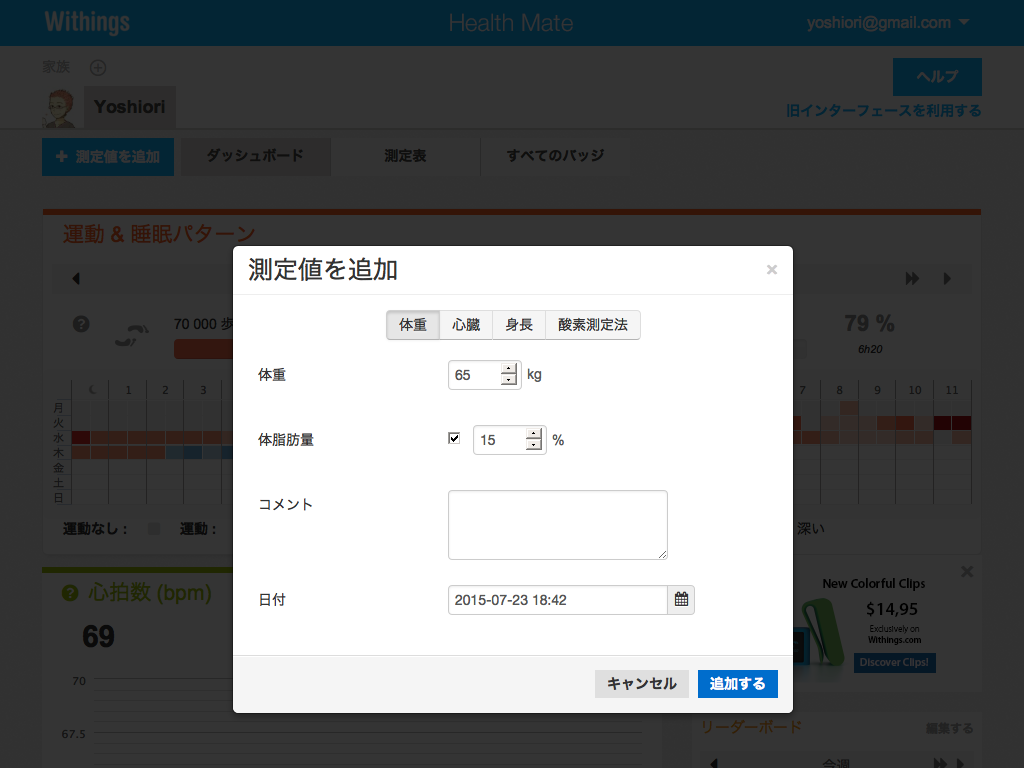 Withings
Health Mate
yoshiori@gmail.com
家族
ヘルプ
Yoshiori
旧インターフェースを利用する
測定値を追加
ダッシュボード
測定表
すべてのバッジ
運動 & 睡眠パターン
測定値を追加
×
70 000 歩
79 %
6h20
体重 心臓 身長 酸素測定法
体重
65
kg
体脂肪量
15
%
コメント
日付
2015-07-23 18:42
キャンセル
追加する
1 2 3
7 8 9 10 11
月
火
水
木
金
土
日
運動なし :
運動 :
深い
心拍数 (bpm)
69
70
67.5
New Colorful Clips
$14,95
Exclusively on
Withings.com
Discover Clips!
リーダーボード
編集する
今週